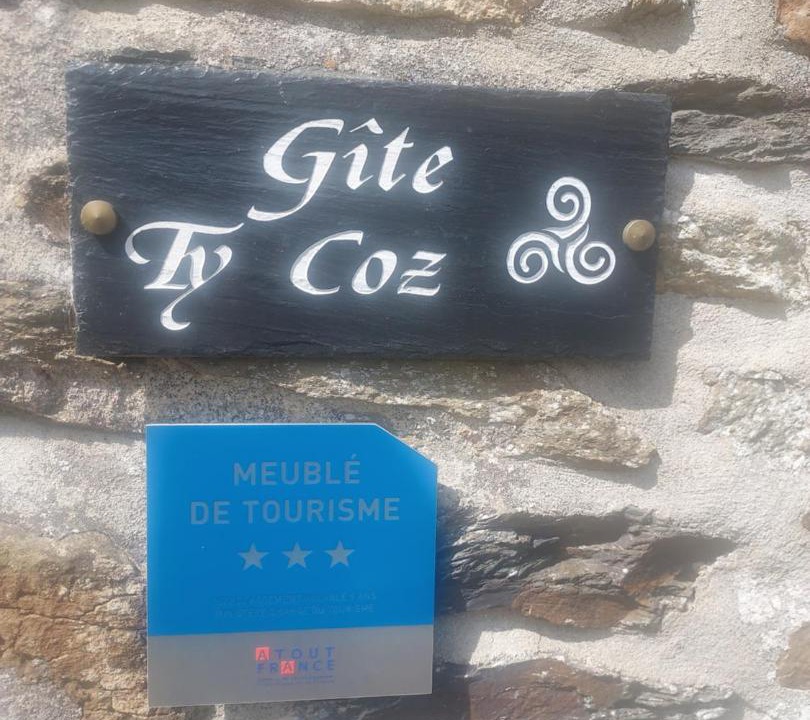 Gîte
Ty Coz
MEUBLÉ
DE TOURISME
ATOUT
FRANCE